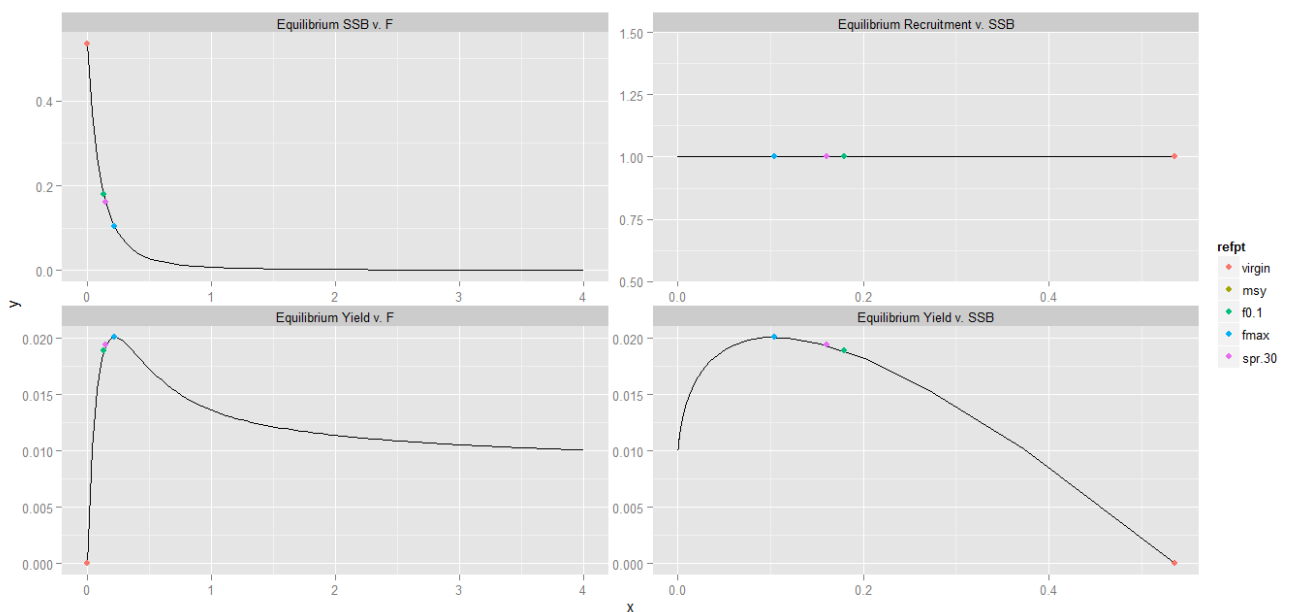 Equilibrium SSB v. F
Equilibrium Recruitment v. SSB
0.4
0.2
0.0
0 1 2 3 4
1.50
1.25
1.00
0.75
0.50
0.0 0.2 0.4
Equilibrium Yield v. F
Equilibrium Yield v. SSB
0.020
0.015
0.010
0.005
0.000
0 1 2 3 4
0.020
0.015
0.010
0.005
0.000
0.0 0.2 0.4
y
x
refpt
virgin
msy
f0.1
fmax
spr.30